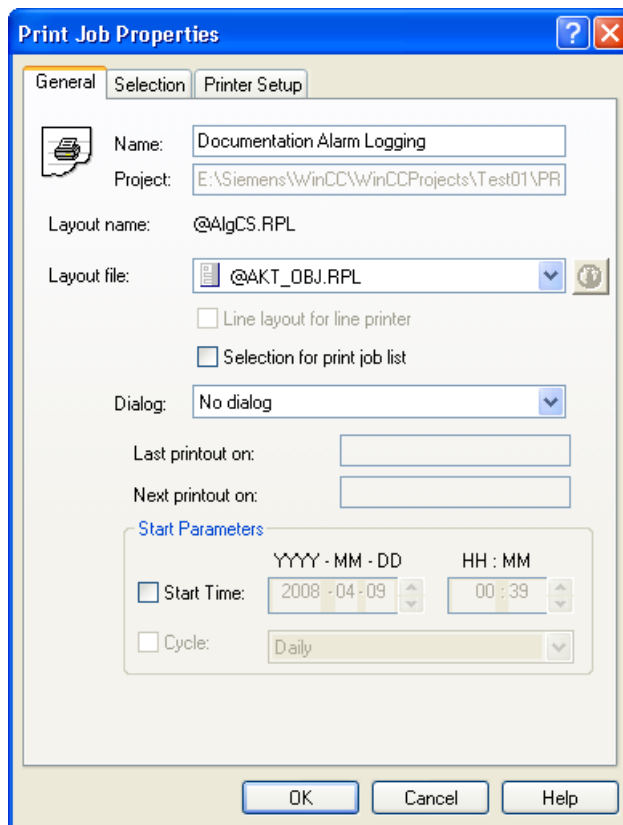 Print Job Properties
General Selection Printer Setup
Name: Documentation Alarm Logging
Project: E:\Siemens\WinCC\WinCCProjects\Test01\PR
Layout name: @AlgCS.RPL
Layout file: @AKT_OBJ.RPL
Line layout for line printer
Selection for print job list
Dialog: No dialog
Last printout on:
Next printout on:
Start Parameters
YYYY - MM - DD HH : MM
Start Time: 2008 -04 -09 00 : 39
Cycle: Daily
OK Cancel Help